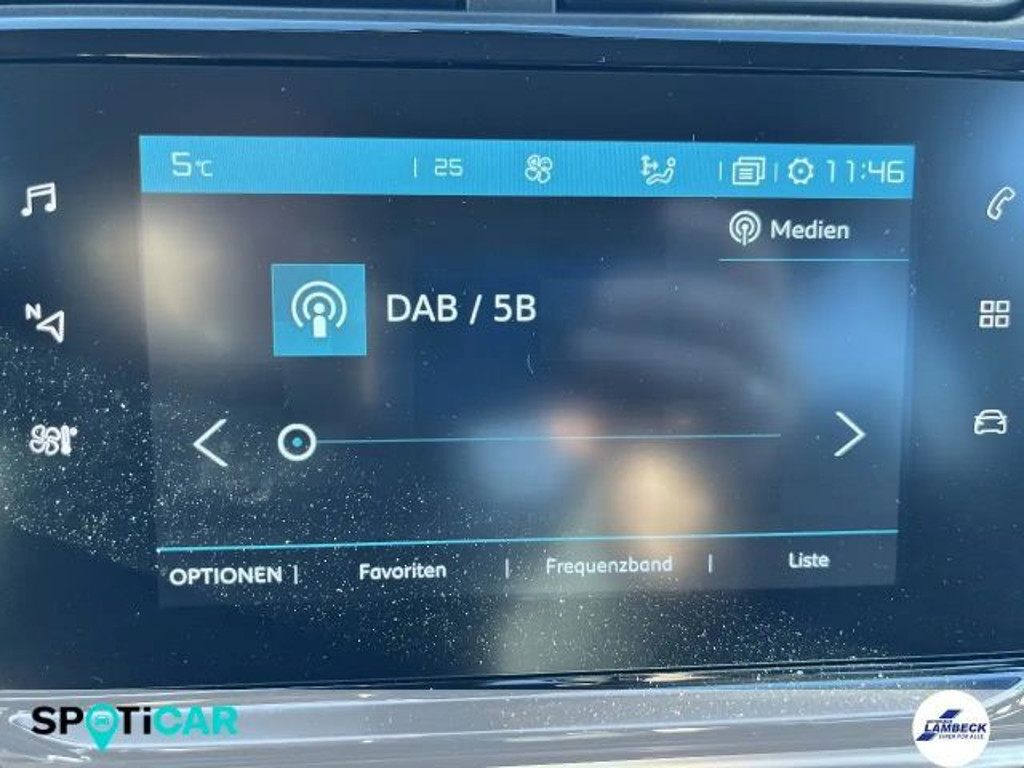 5°C
25
11:46
Medien
DAB / 5B
N
OPTIONEN
Favoriten
Frequenzband
Liste
SPOTiCAR
LAMBECK